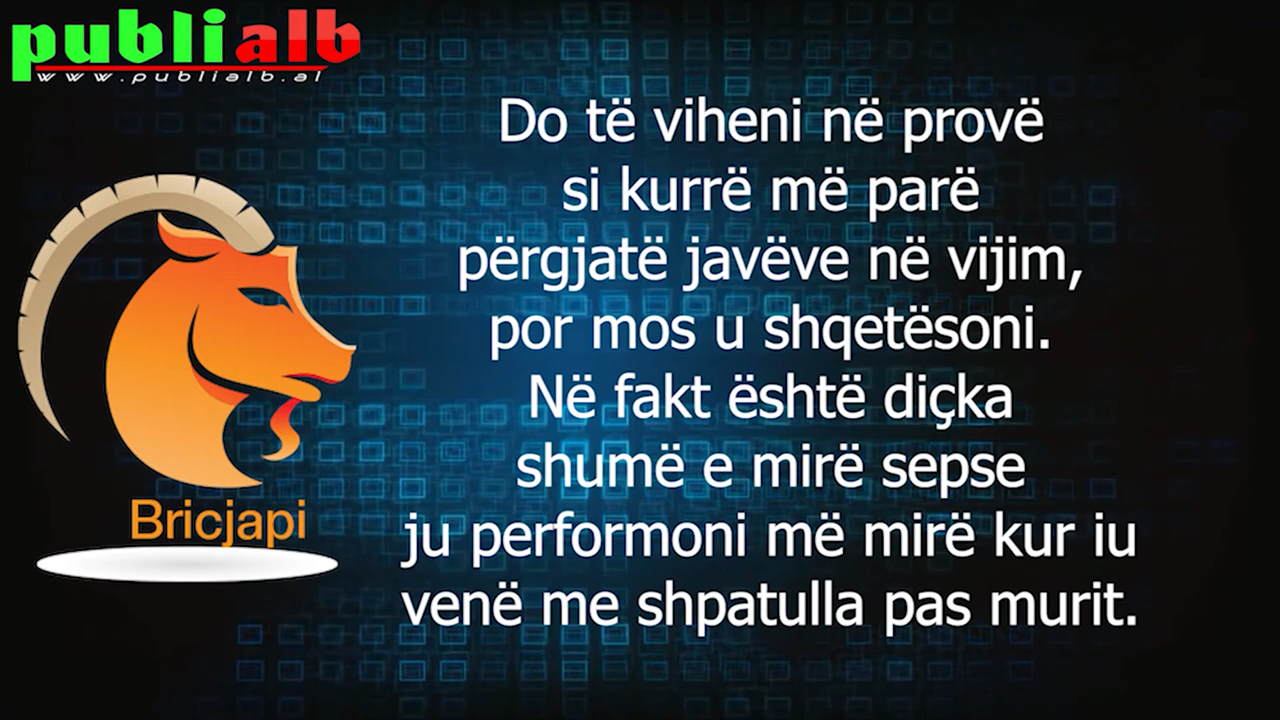 publialb
www.publialb.al
Do të viheni në provë
si kurrë më parë
përgjatë javëve në vijim,
por mos u shqetësoni.
Në fakt është diçka
shumë e mirë sepse
ju performoni më mirë kur iu
venë me shpatulla pas murit.
Bricjapi